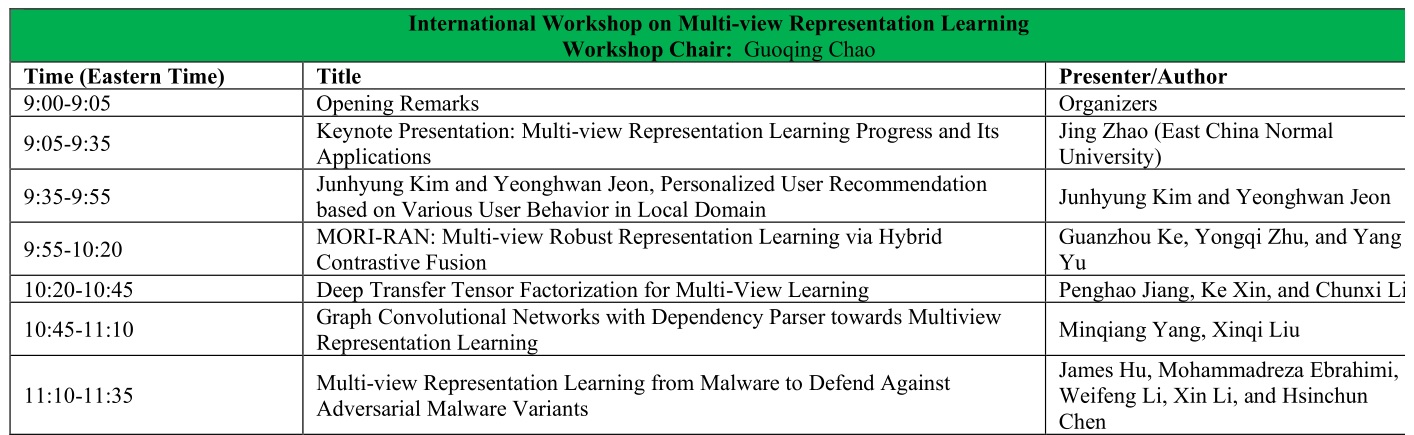 International Workshop on Multi-view Representation Learning
Workshop Chair: Guoqing Chao
Time (Eastern Time)
Title
Presenter/Author
9:00-9:05
Opening Remarks
Organizers
9:05-9:35
Keynote Presentation: Multi-view Representation Learning Progress and Its
Applications
Jing Zhao (East China Normal
University)
9:35-9:55
Junhyung Kim and Yeonghwan Jeon, Personalized User Recommendation
based on Various User Behavior in Local Domain
Junhyung Kim and Yeonghwan Jeon
9:55-10:20
MORI-RAN: Multi-view Robust Representation Learning via Hybrid
Contrastive Fusion
Guanzhou Ke, Yongqi Zhu, and Yang
Yu
10:20-10:45
Deep Transfer Tensor Factorization for Multi-View Learning
Penghao Jiang, Ke Xin, and Chunxi Li
10:45-11:10
Graph Convolutional Networks with Dependency Parser towards Multiview
Representation Learning
Minqiang Yang, Xinqi Liu
11:10-11:35
Multi-view Representation Learning from Malware to Defend Against
Adversarial Malware Variants
James Hu, Mohammadreza Ebrahimi,
Weifeng Li, Xin Li, and Hsinchun
Chen